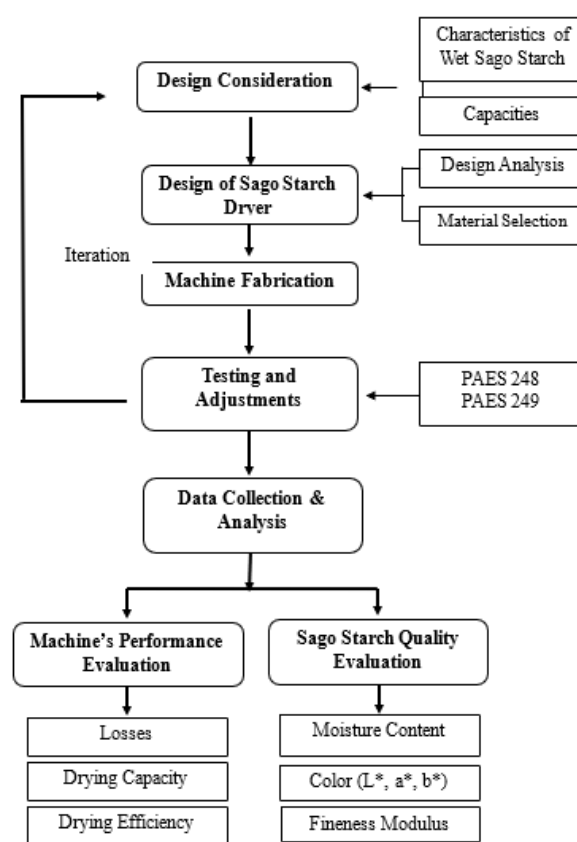 Characteristics of
Wet Sago Starch
Design Consideration
Capacities
Design Analysis
Design of Sago Starch
Dryer
Material Selection
Iteration
Machine Fabrication
Testing and
Adjustments
PAES 248
PAES 249
Data Collection &
Analysis
Machine's Performance
Evaluation
Sago Starch Quality
Evaluation
Losses
Moisture Content
Drying Capacity
Color (L*, a*, b*)
Drying Efficiency
Fineness Modulus